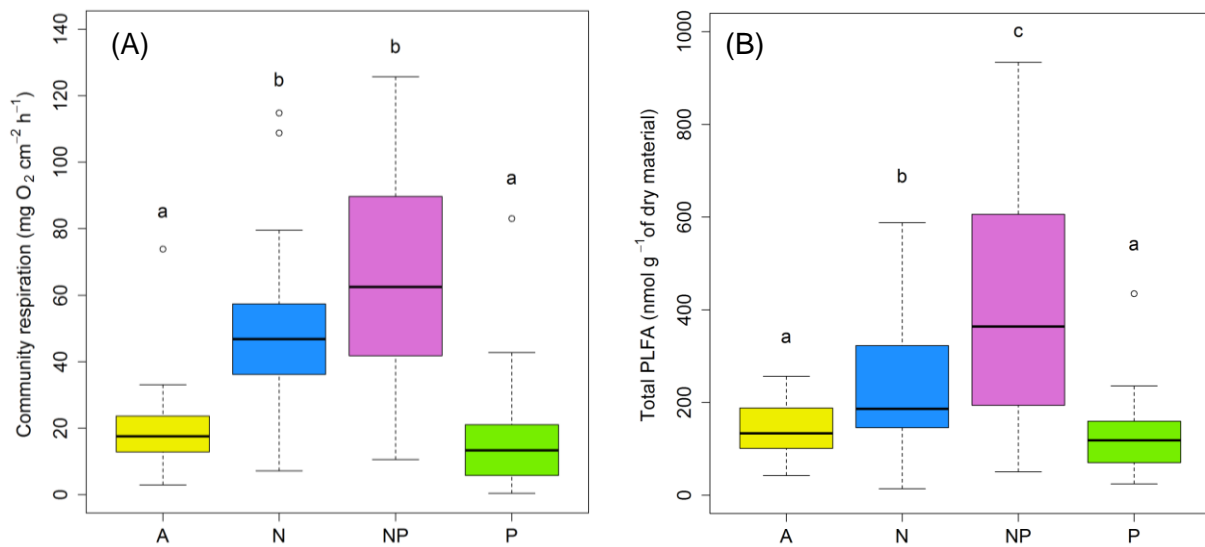 (A)
Community respiration (mg O₂ cm⁻² h⁻¹)
140
120
100
80
60
40
20
0
a
b
b
a
A N NP P
(B)
Total PLFA (nmol g⁻¹ of dry material)
1000
800
600
400
200
0
a
b
c
a
A N NP P